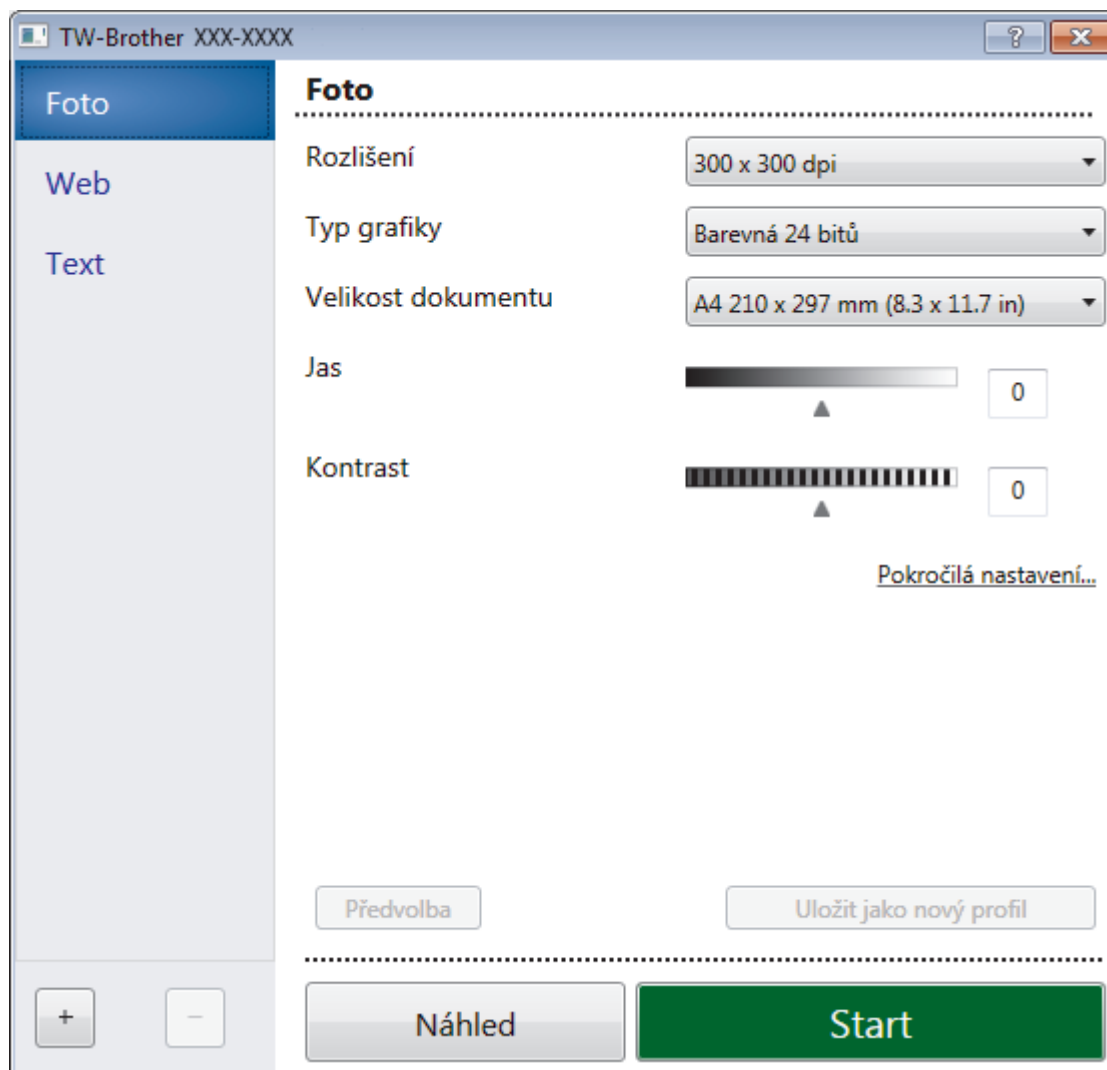 TW-Brother XXX-XXXX
?
Foto
Web
Text
Foto
Rozlišení
300 x 300 dpi
Typ grafiky
Barevná 24 bitů
Velikost dokumentu
A4 210 x 297 mm (8.3 x 11.7 in)
Jas
0
Kontrast
0
Pokročilá nastavení...
Předvolba
Uložit jako nový profil
+
−
Náhled
Start